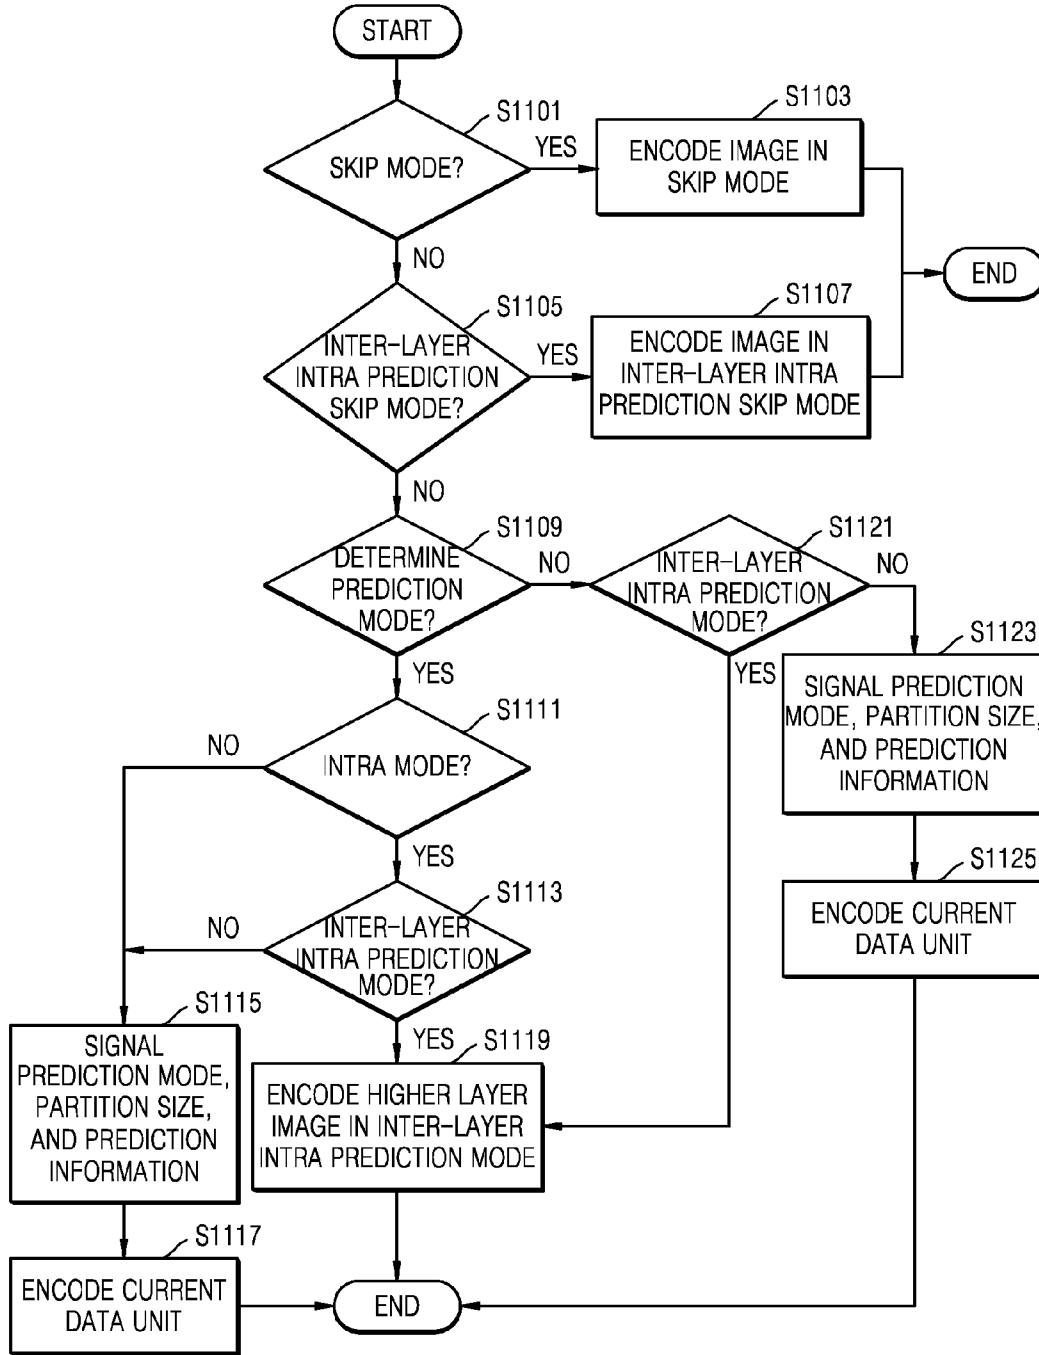 START
S1101
SKIP MODE?
YES
S1103
ENCODE IMAGE IN
SKIP MODE
NO
END
S1105
INTER-LAYER
INTRA PREDICTION
SKIP MODE?
YES
S1107
ENCODE IMAGE IN
INTER-LAYER INTRA
PREDICTION SKIP MODE
NO
S1109
DETERMINE
PREDICTION
MODE?
NO
S1121
INTER-LAYER
INTRA PREDICTION
MODE?
NO
YES
YES
S1123
SIGNAL PREDICTION
MODE, PARTITION SIZE,
AND PREDICTION
INFORMATION
S1111
INTRA MODE?
NO
YES
S1125
ENCODE CURRENT
DATA UNIT
S1113
INTER-LAYER
INTRA PREDICTION
MODE?
NO
YES
S1115
SIGNAL
PREDICTION MODE,
PARTITION SIZE,
AND PREDICTION
INFORMATION
S1119
ENCODE HIGHER LAYER
IMAGE IN INTER-LAYER
INTRA PREDICTION MODE
S1117
ENCODE CURRENT
DATA UNIT
END